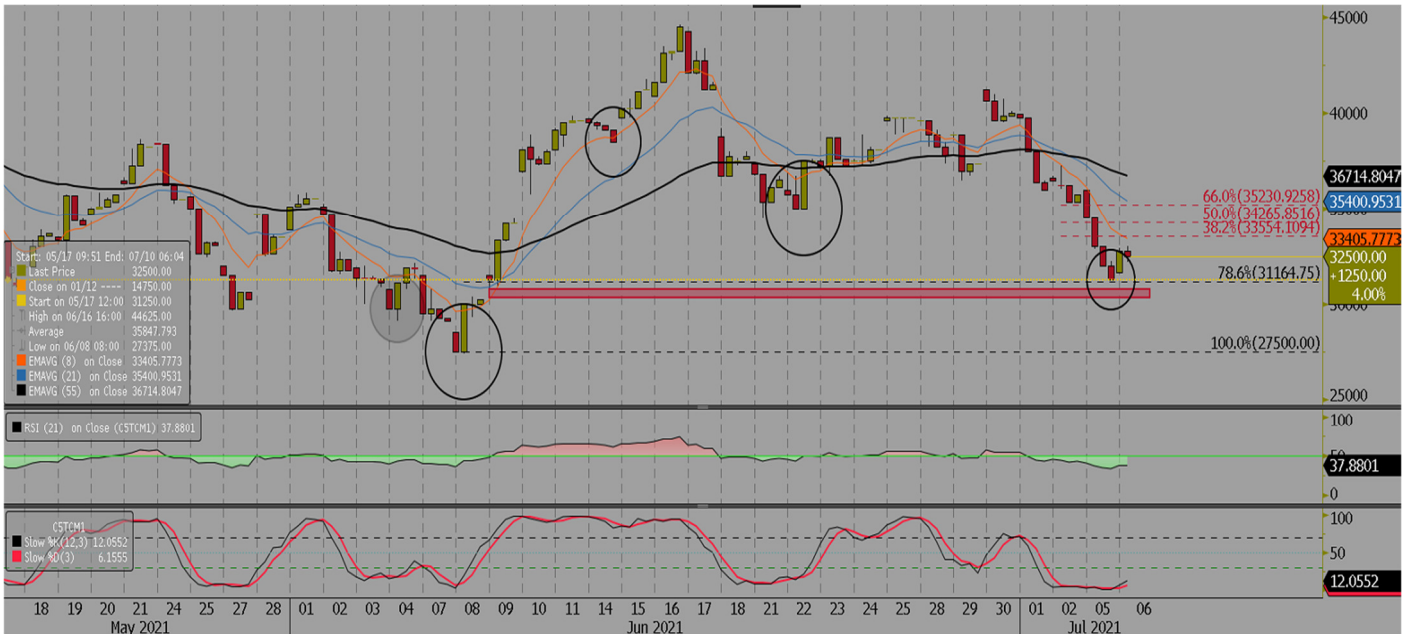 45000
40000
36714.8047
66.0%(35230.9258)
35400.9531
50.0%(34265.8516)
38.2%(33554.1094)
33405.7773
Start: 05/17 09:51 End: 07/10 06:04
Last Price 32500.00
Close on 01/12 ---- 14750.00
Start on 05/17 12:00 31250.00
High on 06/16 16:00 44625.00
Average 35847.793
Low on 06/08 08:00 27375.00
EMAVG (8) on Close 33405.7773
EMAVG (21) on Close 35400.9531
EMAVG (55) on Close 36714.8047
32500.00
+1250.00
4.00%
78.6%(31164.75)
100.0%(27500.00)
25000
RSI (21) on Close (C5TCM1) 37.8801
100
37.8801
0
C5TCM1
Slow %K(12,3) 12.0552
Slow %D(3) 6.1555
100
50
12.0552
18 19 20 21 24 25 27 28 01 02 03 04 07 08 09 10 11 14 15 16 17 18 21 22 23 24 25 28 29 30 01 02 05 06
May 2021 Jun 2021 Jul 2021